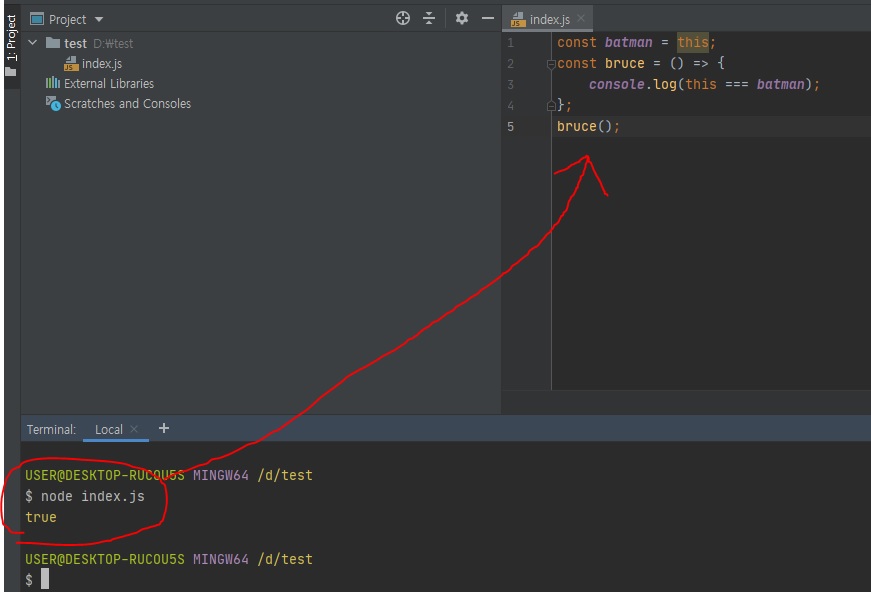 1: Project
Project
test D:\test
index.js
External Libraries
Scratches and Consoles
index.js
1 const batman = this;
2 const bruce = () => {
3 console.log(this === batman);
4 };
5 bruce();
Terminal: Local
USER@DESKTOP-RUCOU5S MINGW64 /d/test
$ node index.js
true
USER@DESKTOP-RUCOU5S MINGW64 /d/test
$